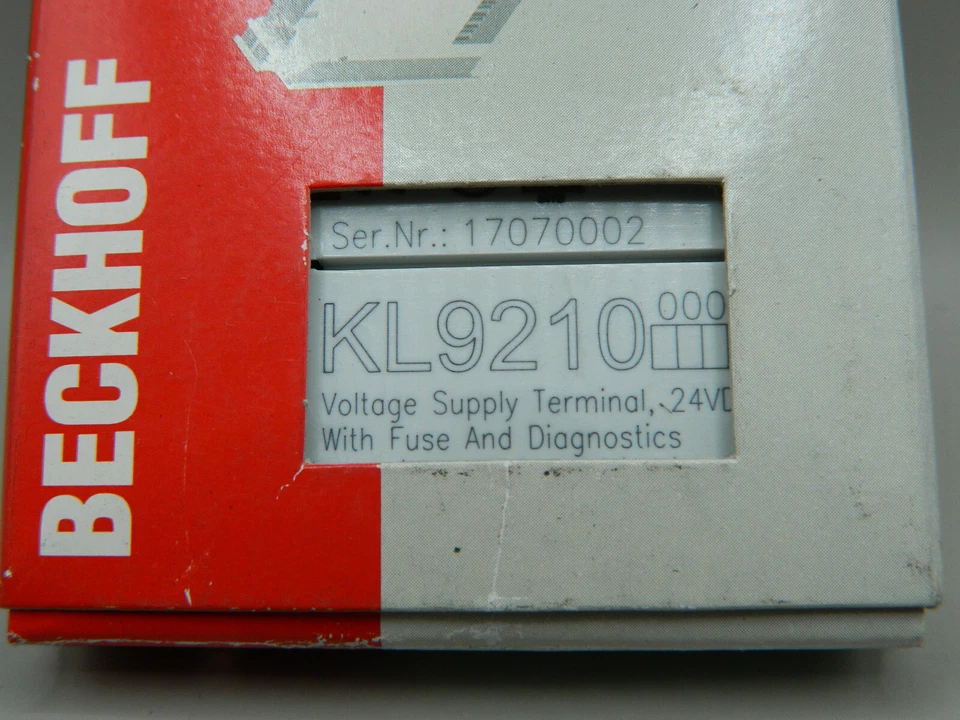 BECKHOFF
Ser.Nr.: 17070002
KL9210 000
Voltage Supply Terminal, 24VD
With Fuse And Diagnostics